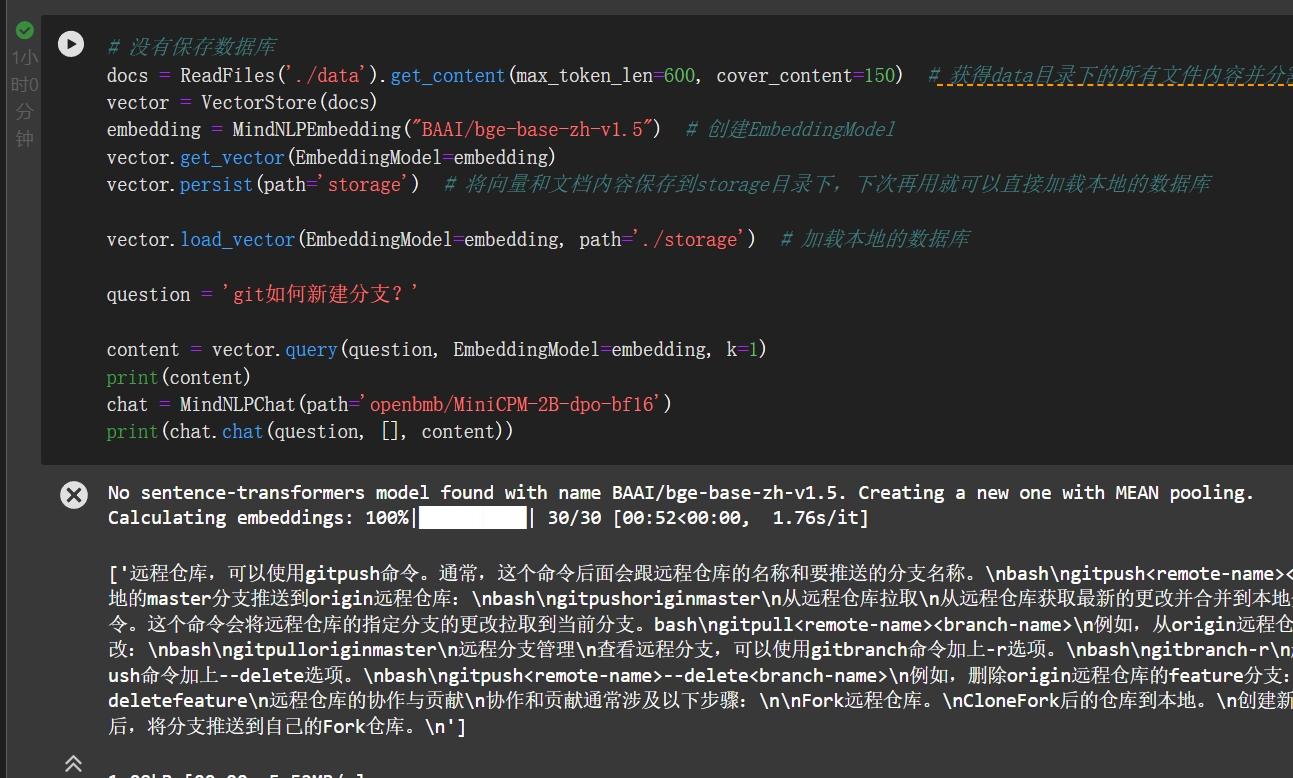 # 没有保存数据库
1小时0分钟
docs = ReadFiles('./data').get_content(max_token_len=600, cover_content=150)  # 获得data目录下的所有文件内容并分
vector = VectorStore(docs)
embedding = MindNLPEmbedding("BAAI/bge-base-zh-v1.5")  # 创建EmbeddingModel
vector.get_vector(EmbeddingModel=embedding)
vector.persist(path='storage')  # 将向量和文档内容保存到storage目录下，下次再用就可以直接加载本地的数据库
vector.load_vector(EmbeddingModel=embedding, path='./storage')  # 加载本地的数据库
question = 'git如何新建分支？'
content = vector.query(question, EmbeddingModel=embedding, k=1)
print(content)
chat = MindNLPChat(path='openbmb/MiniCPM-2B-dpo-bf16')
print(chat.chat(question, [], content))
No sentence-transformers model found with name BAAI/bge-base-zh-v1.5. Creating a new one with MEAN pooling.
Calculating embeddings: 100%|██████████| 30/30 [00:52<00:00,  1.76s/it]
['远程仓库，可以使用gitpush命令。通常，这个命令后面会跟远程仓库的名称和要推送的分支名称。\nbash\ngitpush<remote-name><
地的master分支推送到origin远程仓库：\nbash\ngitpushoriginmaster\n从远程仓库拉取\n从远程仓库获取最新的更改并合并到本地
令。这个命令会将远程仓库的指定分支的更改拉取到当前分支。bash\ngitpull<remote-name><branch-name>\n例如，从origin远程仓
改：\nbash\ngitpulloriginmaster\n远程分支管理\n查看远程分支，可以使用gitbranch命令加上-r选项。\nbash\ngitbranch-r\n
ush命令加上--delete选项。\nbash\ngitpush<remote-name>--delete<branch-name>\n例如，删除origin远程仓库的feature分支：
deletefeature\n远程仓库的协作与贡献\n协作和贡献通常涉及以下步骤：\n\nFork远程仓库。\nCloneFork后的仓库到本地。\n创建新
后，将分支推送到自己的Fork仓库。\n']